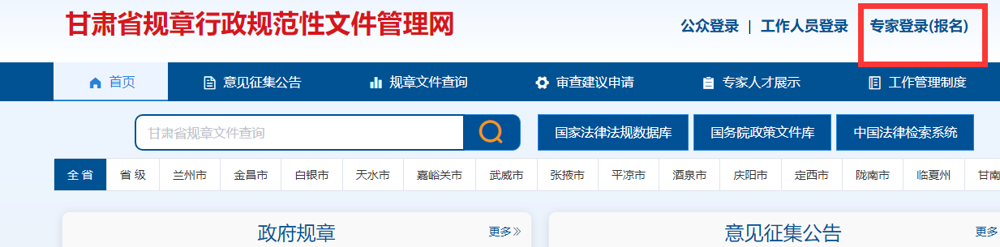 甘肃省规章行政规范性文件管理网
公众登录 | 工作人员登录 专家登录(报名)
首页 意见征集公告 规章文件查询 审查建议申请 专家人才展示 工作管理制度
甘肃省规章文件查询 国家法律法规数据库 国务院政策文件库 中国法律检索系统
全省 省级 兰州市 金昌市 白银市 天水市 嘉峪关市 武威市 张掖市 平凉市 酒泉市 庆阳市 定西市 陇南市 临夏州 甘南
政府规章 更多» 意见征集公告 更多